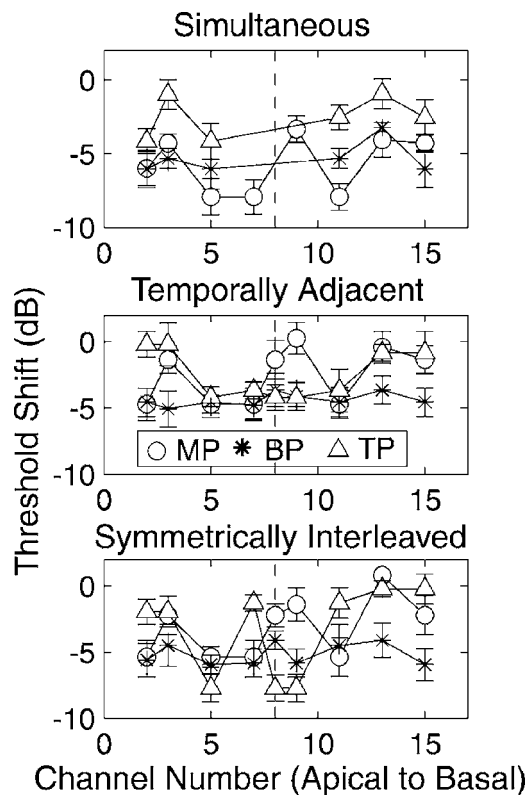 Simultaneous
0
-5
-10
0 5 10 15
Temporally Adjacent
0
-5
-10
MP BP TP
0 5 10 15
Symmetrically Interleaved
0
-5
-10
0 5 10 15
Threshold Shift (dB)
Channel Number (Apical to Basal)